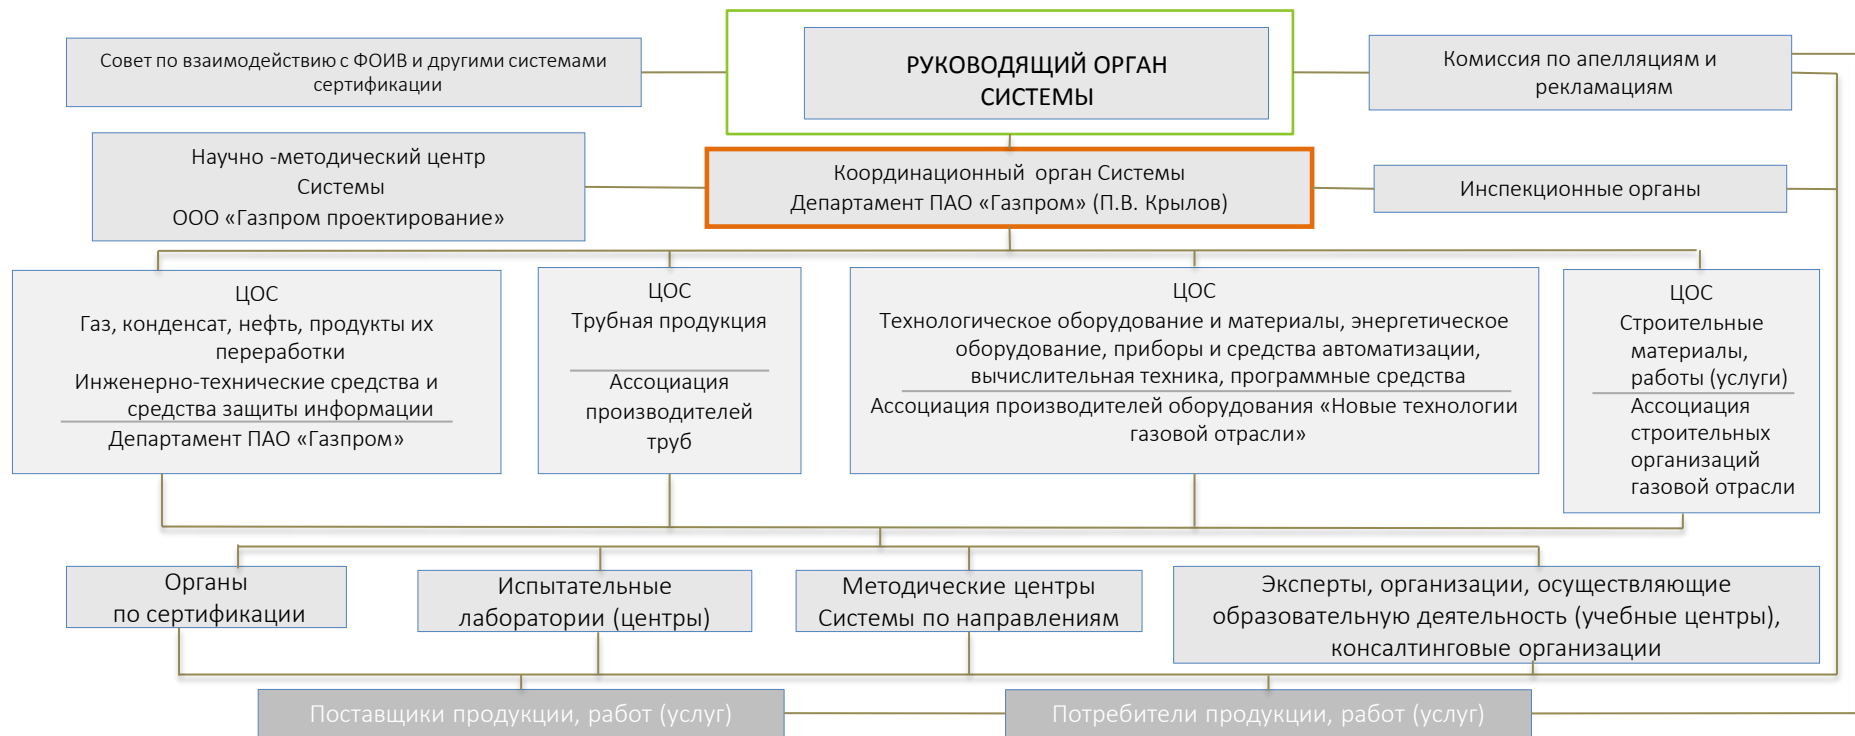 Совет по взаимодействию с ФОИВ и другими системами
сертификации
РУКОВОДЯЩИЙ ОРГАН
СИСТЕМЫ
Комиссия по апелляциям и
рекламациям
Научно -методический центр
Системы
ООО «Газпром проектирование»
Координационный орган Системы
Департамент ПАО «Газпром» (П.В. Крылов)
Инспекционные органы
ЦОС
Газ, конденсат, нефть, продукты их
переработки
Инженерно-технические средства и
средства защиты информации
Департамент ПАО «Газпром»
ЦОС
Трубная продукция
Ассоциация
производителей
труб
ЦОС
Технологическое оборудование и материалы, энергетическое
оборудование, приборы и средства автоматизации,
вычислительная техника, программные средства
Ассоциация производителей оборудования «Новые технологии
газовой отрасли»
ЦОС
Строительные
материалы,
работы (услуги)
Ассоциация
строительных
организаций
газовой отрасли
Органы
по сертификации
Испытательные
лаборатории (центры)
Методические центры
Системы по направлениям
Эксперты, организации, осуществляющие
образовательную деятельность (учебные центры),
консалтинговые организации
Поставщики продукции, работ (услуг)
Потребители продукции, работ (услуг)